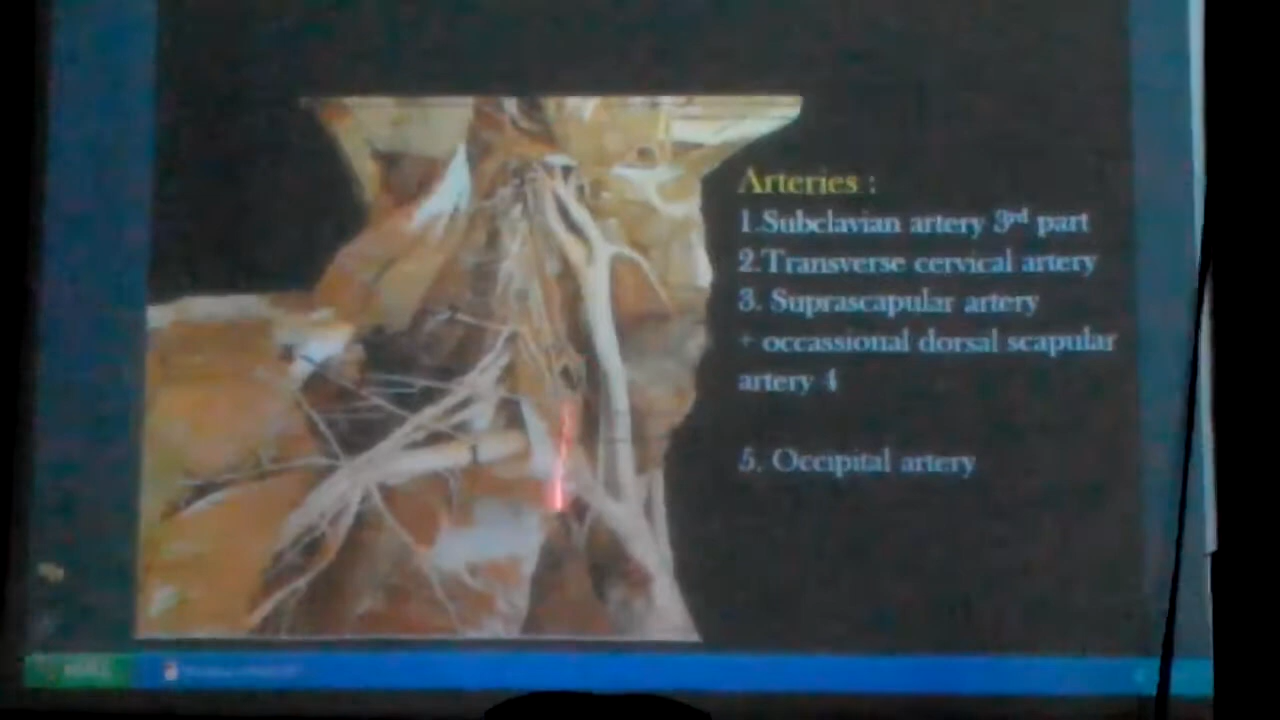 Arteries :
1.Subclavian artery 3rd part
2.Transverse cervical artery
3. Suprascapular artery
+ occassional dorsal scapular
artery 4
5. Occipital artery